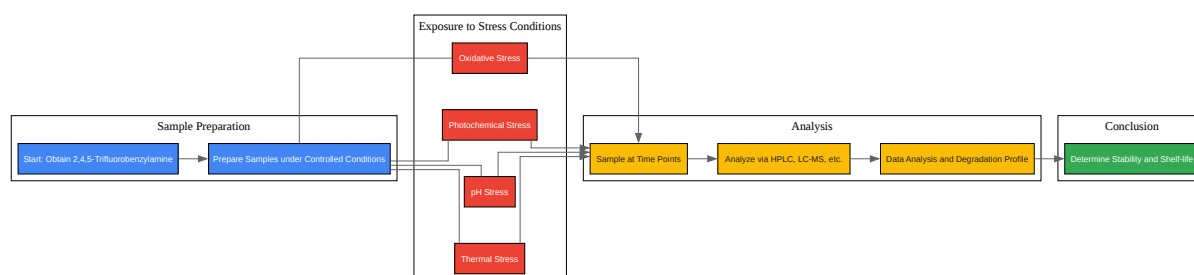 Exposure to Stress Conditions
Oxidative Stress
Photochemical Stress
pH Stress
Thermal Stress
Sample Preparation
Start: Obtain 2,4,5-Trifluorobenzylamine
Prepare Samples under Controlled Conditions
Analysis
Sample at Time Points
Analyze via HPLC, LC-MS, etc.
Data Analysis and Degradation Profile
Conclusion
Determine Stability and Shelf-life